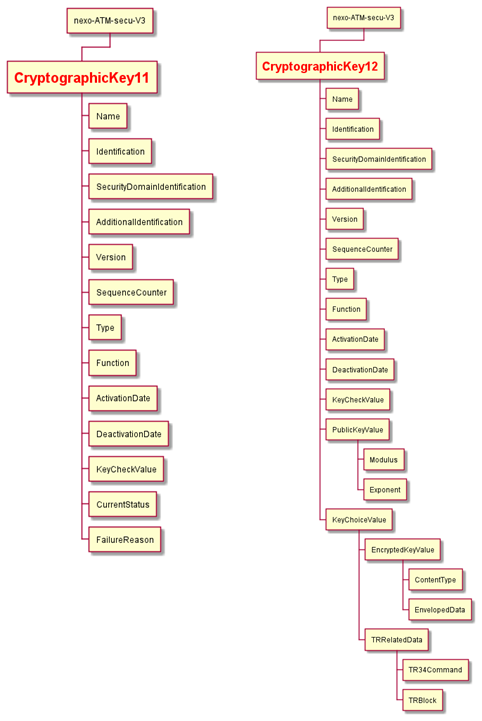 nexo-ATM-secu-V3
CryptographicKey11
Name
Identification
SecurityDomainIdentification
AdditionalIdentification
Version
SequenceCounter
Type
Function
ActivationDate
DeactivationDate
KeyCheckValue
CurrentStatus
FailureReason
nexo-ATM-secu-V3
CryptographicKey12
Name
Identification
SecurityDomainIdentification
AdditionalIdentification
Version
SequenceCounter
Type
Function
ActivationDate
DeactivationDate
KeyCheckValue
PublicKeyValue
Modulus
Exponent
KeyChoiceValue
EncryptedKeyValue
ContentType
EnvelopedData
TRRelatedData
TR34Command
TRBlock